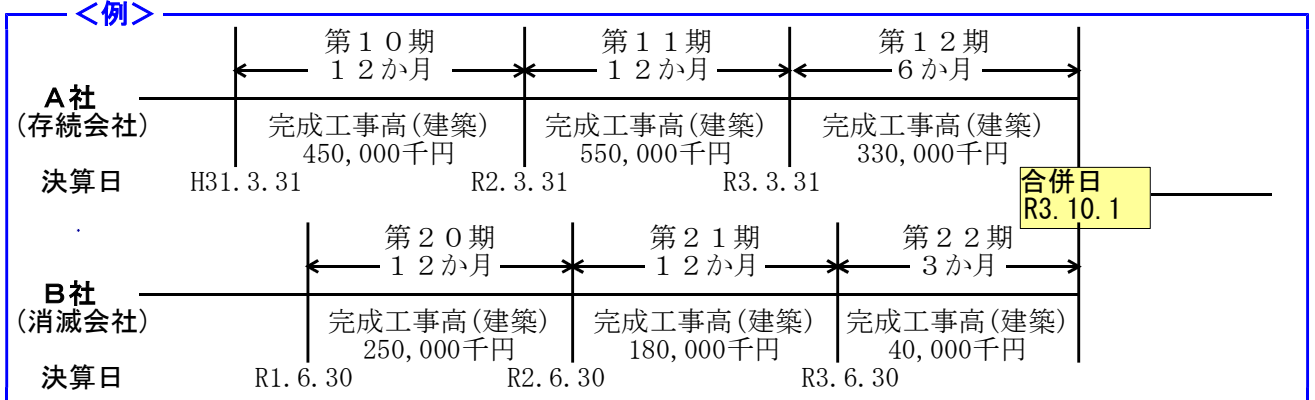 <例>
第10期 第11期 第12期
12か月 12か月 6か月
A社
(存続会社) 完成工事高(建築) 完成工事高(建築) 完成工事高(建築)
450,000千円 550,000千円 330,000千円
決算日 H31.3.31 R2.3.31 R3.3.31 合併日
R3.10.1
第20期 第21期 第22期
12か月 12か月 3か月
B社
(消滅会社) 完成工事高(建築) 完成工事高(建築) 完成工事高(建築)
250,000千円 180,000千円 40,000千円
決算日 R1.6.30 R2.6.30 R3.6.30